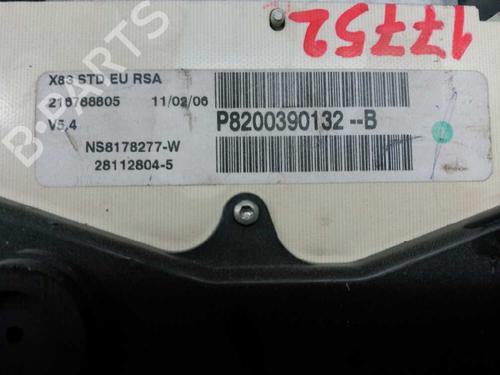 17752
X83 STD EU RSA
216788805 11/02/06
V5,4
NS8178277-W
28112804-5
P8200390132--B
B-PARTS